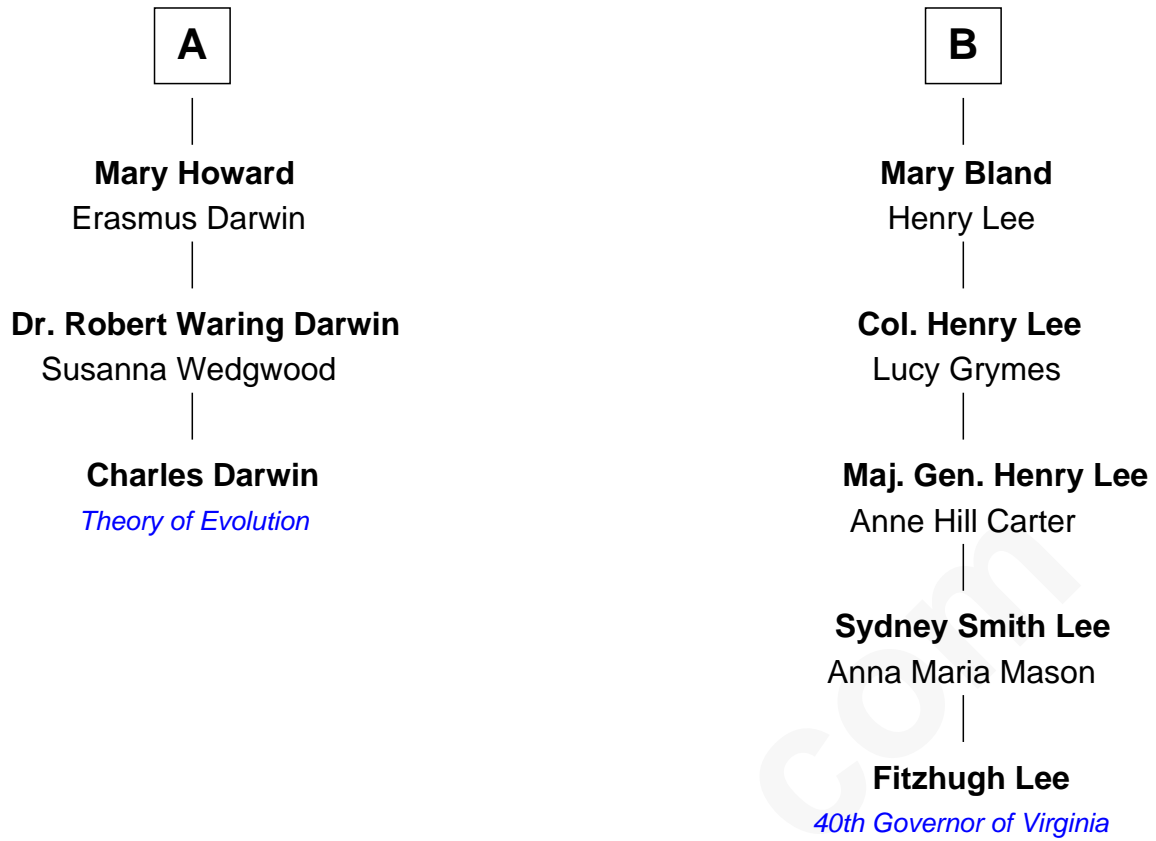 A
Mary Howard
Erasmus Darwin
Dr. Robert Waring Darwin
Susanna Wedgwood
Charles Darwin
Theory of Evolution
B
Mary Bland
Henry Lee
Col. Henry Lee
Lucy Grymes
Maj. Gen. Henry Lee
Anne Hill Carter
Sydney Smith Lee
Anna Maria Mason
Fitzhugh Lee
40th Governor of Virginia
com